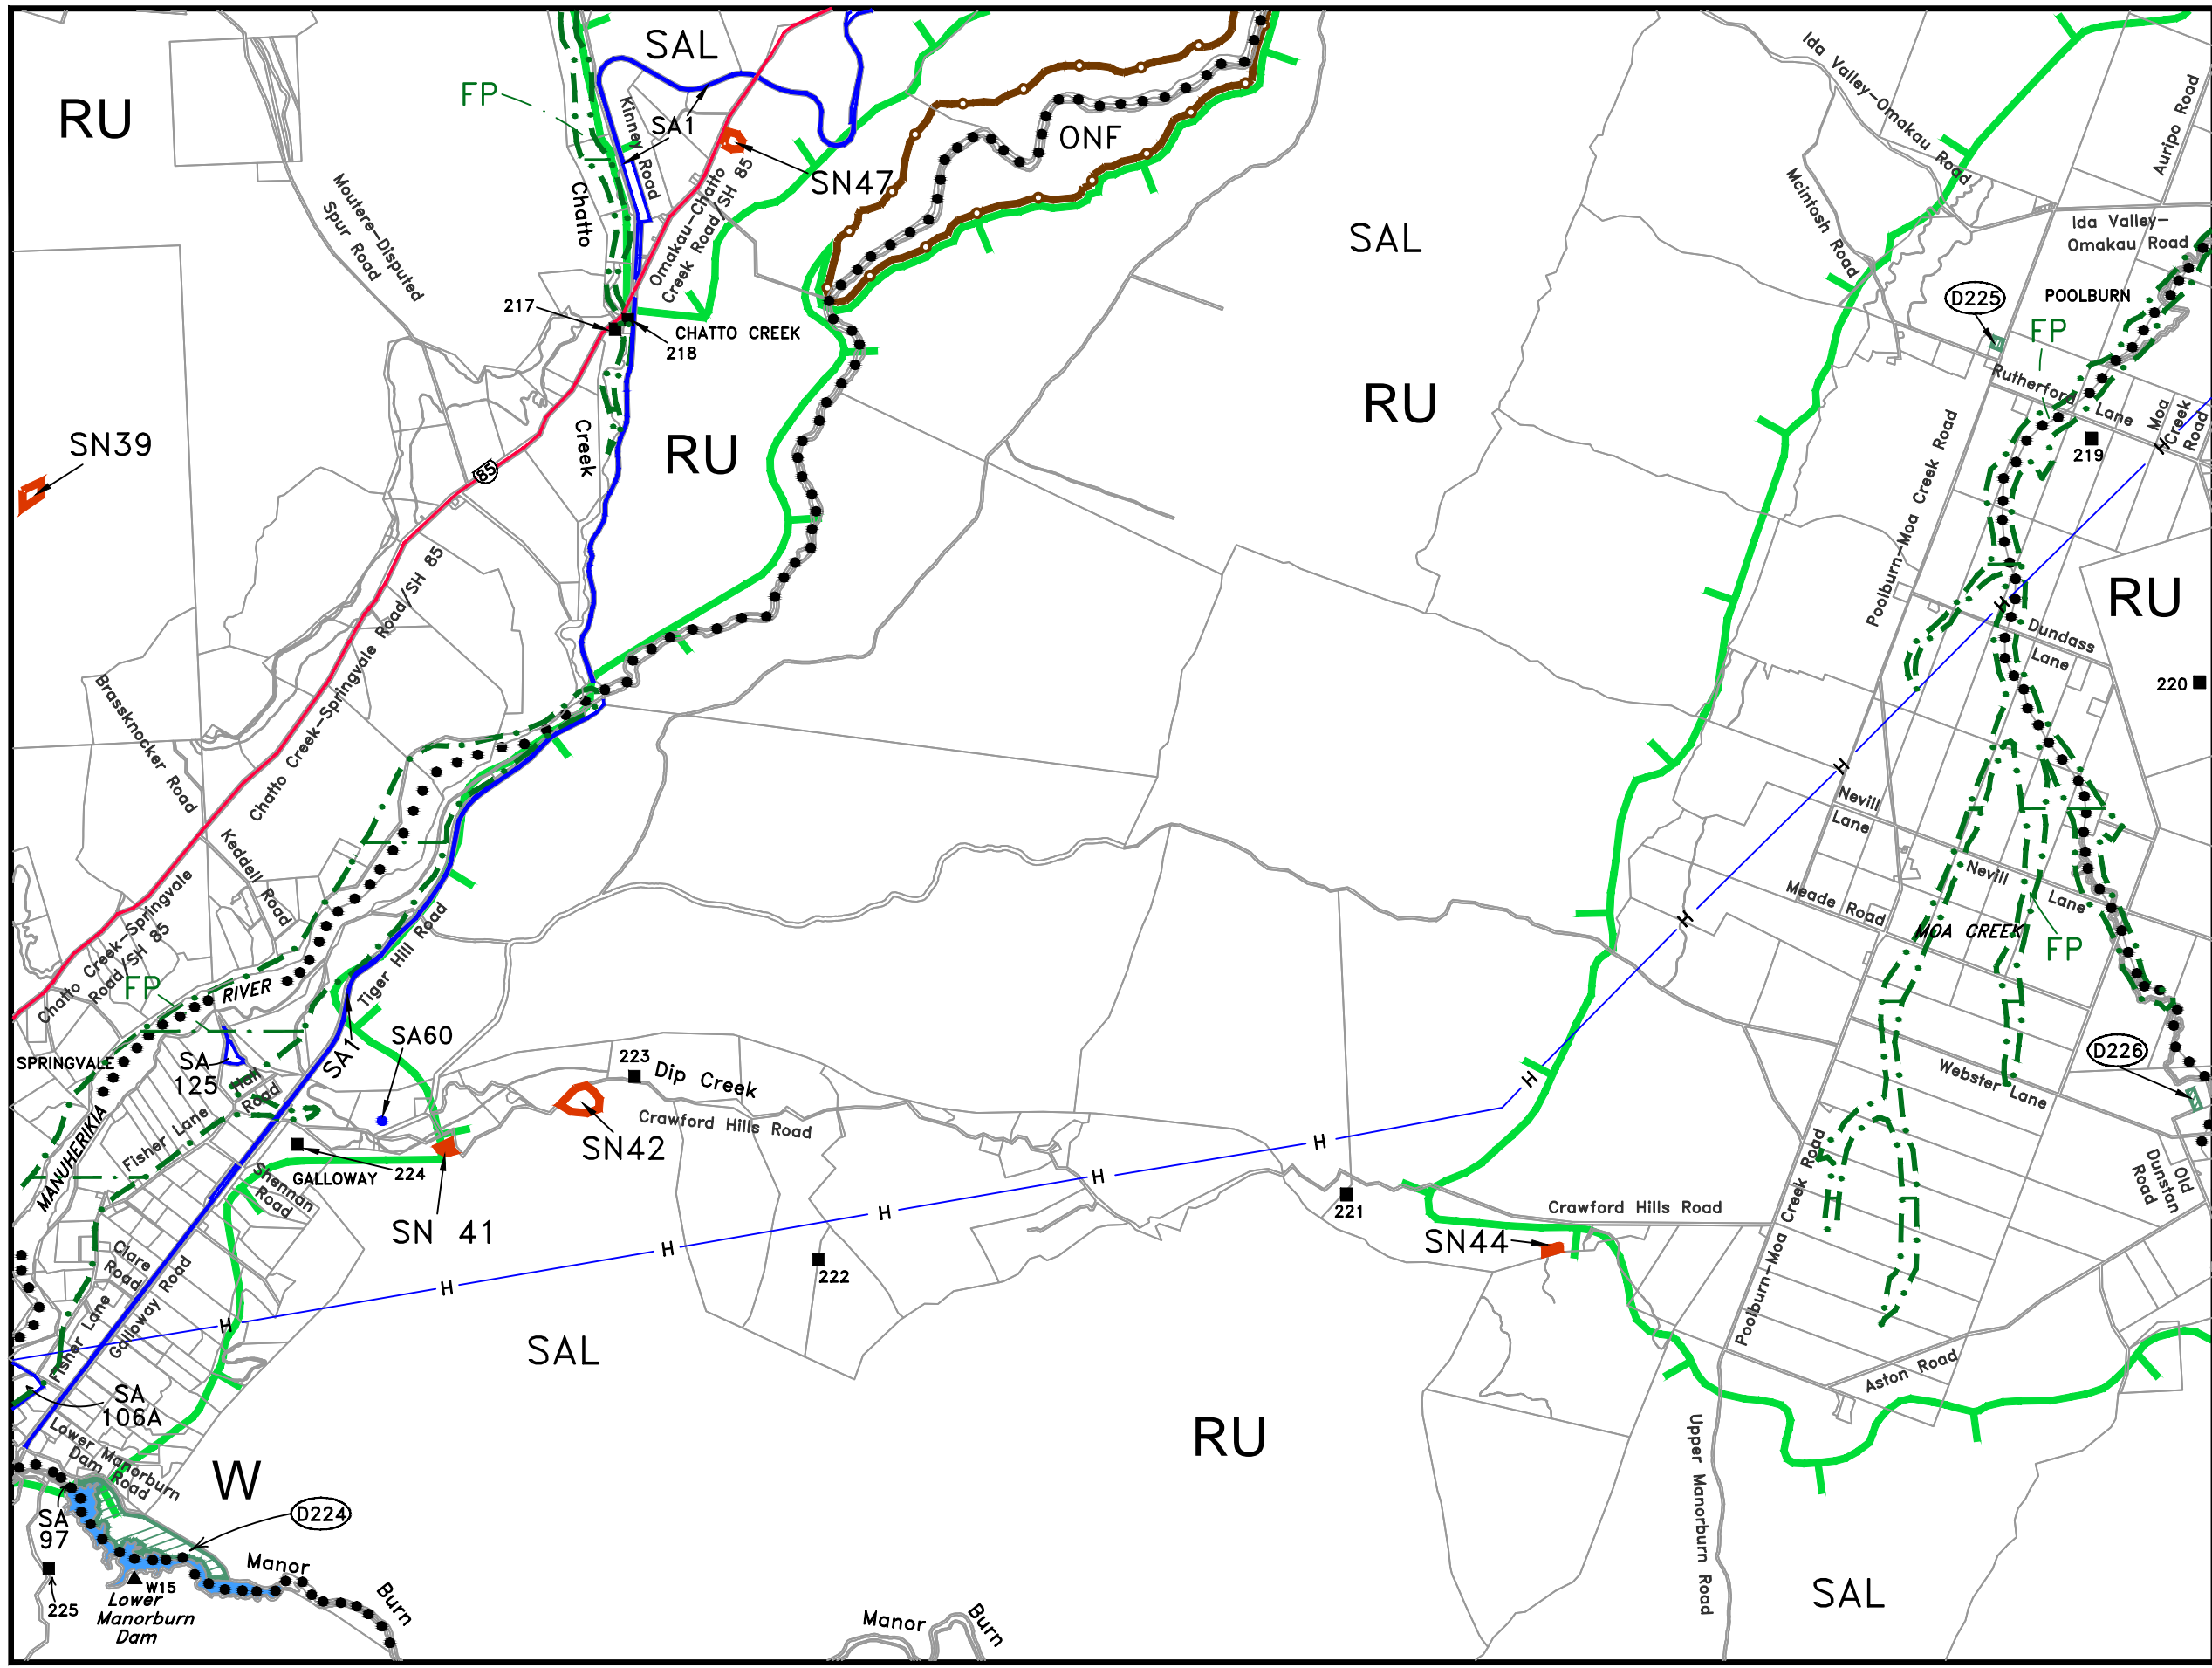 SAL
RU
FP
Kinney Road
SA1
ONF
SN47
Ida Valley-Omakau Road
Auripo Road
McIntosh Road
Moutere-Disputed
Spur Road
Chatto
Omakau-Chatto
Creek Road/SH 85
SAL
Ida Valley-
Omakau Road
D225
POOLBURN
FP
217
CHATTO CREEK
218
RU
Rutherford
Lane
Moa
Creek
Road
H
219
SN39
Creek
RU
85
Poolburn-Moa Creek Road
Chatto Creek-Springvale Road/SH 85
H
RU
Dundass
Lane
220
Brassknocker Road
H
Nevill
Lane
Keddell Road
Nevill
Lane
Meade Road
H
MOA CREEK
FP
Chatto Creek-Springvale
Road/SH 85
Tiger Hill Road
FP
RIVER
SPRINGVALE
SA
125
SA1
SA60
223
Dip Creek
D226
Webster Lane
Hall
Road
H
Crawford Hills Road
SN42
MANUHERIKIA
Fisher Lane
H
H
224
GALLOWAY
Shennan
Road
SN 41
H
H
221
Crawford Hills Road
SN44
Old
Dunstan
Road
Poolburn-Moa Creek Road
222
Clare
Road
H
H
Galloway Road
Fisher Lane
SAL
Aston Road
SA
106A
RU
Upper Manorburn Road
Lower Manorburn
Dam Road
W
SA
97
D224
Manor
Burn
W15
225
Lower
Manorburn
Dam
Manor
Burn
SAL